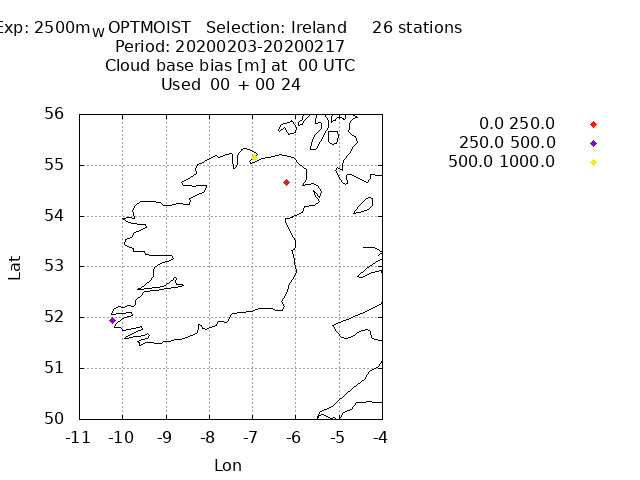 Exp: 2500mw OPTMOIST Selection: Ireland 26 stations
Period: 20200203-20200217
Cloud base bias [m] at 00 UTC
Used 00 + 00 24
0.0 250.0
250.0 500.0
500.0 1000.0
56
55
54
53
52
51
50
Lat
-11 -10 -9 -8 -7 -6 -5 -4
Lon